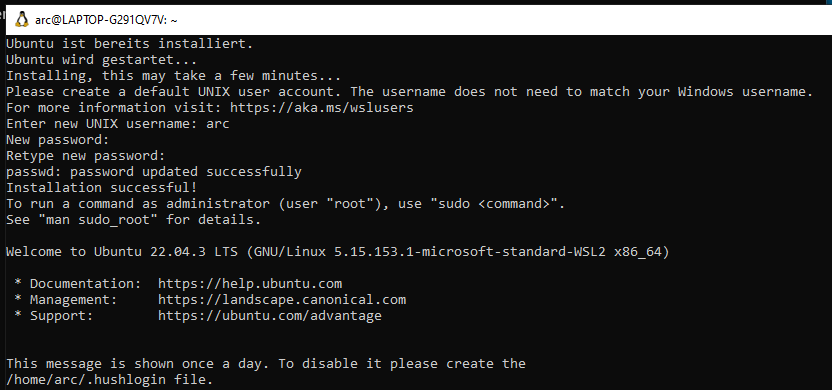 arc@LAPTOP-G291QV7V: ~
Ubuntu ist bereits installiert.
Ubuntu wird gestartet...
Installing, this may take a few minutes...
Please create a default UNIX user account. The username does not need to match your Windows username.
For more information visit: https://aka.ms/wslusers
Enter new UNIX username: arc
New password:
Retype new password:
passwd: password updated successfully
Installation successful!
To run a command as administrator (user "root"), use "sudo <command>".
See "man sudo_root" for details.
Welcome to Ubuntu 22.04.3 LTS (GNU/Linux 5.15.153.1-microsoft-standard-WSL2 x86_64)
* Documentation:  https://help.ubuntu.com
* Management:     https://landscape.canonical.com
* Support:        https://ubuntu.com/advantage
This message is shown once a day. To disable it please create the
/home/arc/.hushlogin file.